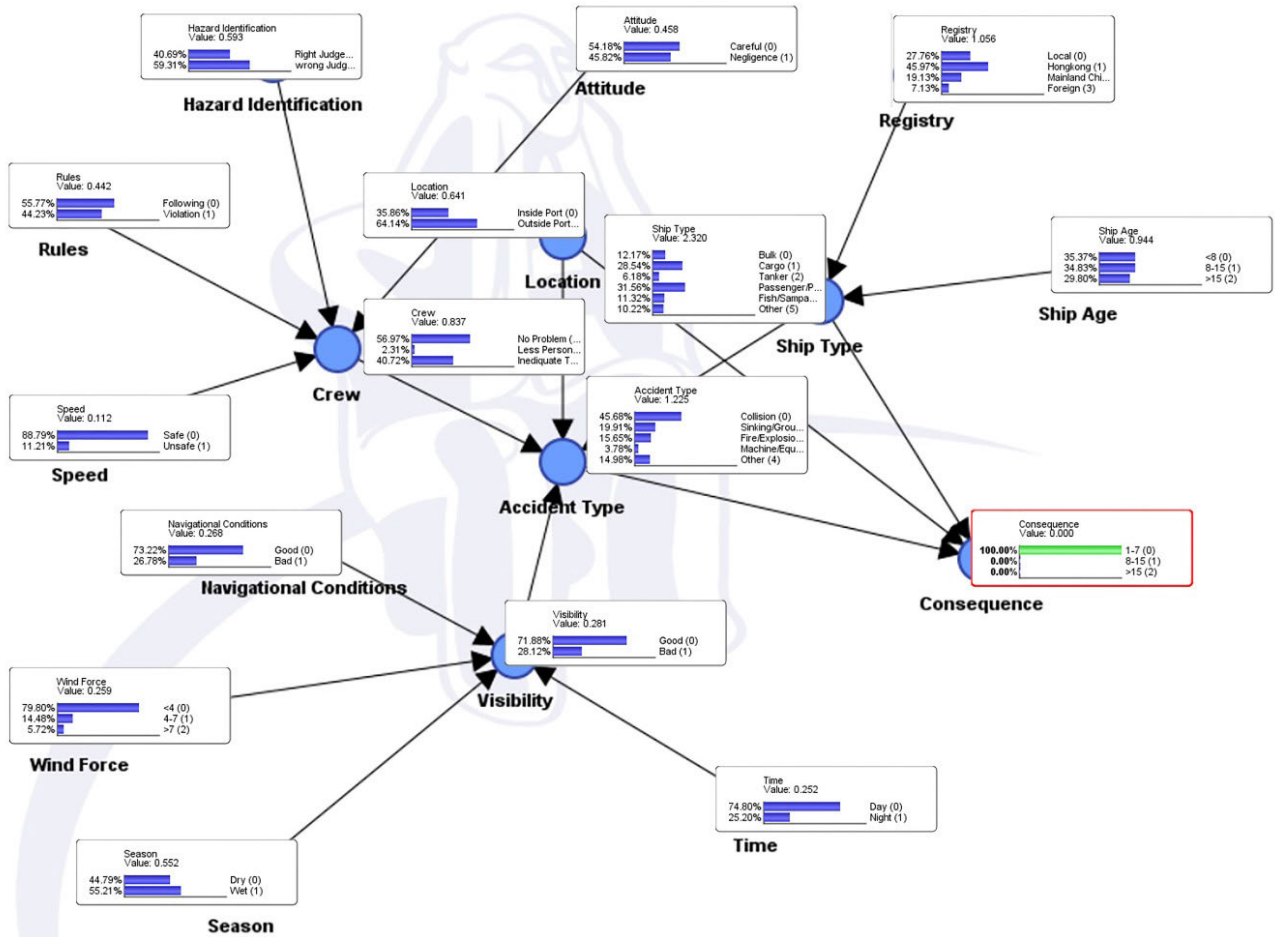 Hazard Identification
Value: 0.593
40.69% Right Judge...
59.31% wrong Judg...
Hazard Identification
Attitude
Value: 0.458
54.18% Careful (0)
45.82% Negligence (1)
Attitude
Registry
Value: 1.056
27.76% Local (0)
45.97% Hongkong (1)
19.13% Mainland Chi...
7.13% Foreign (3)
Registry
Rules
Value: 0.442
55.77% Following (0)
44.23% Violation (1)
Rules
Location
Value: 0.641
35.86% Inside Port (0)
64.14% Outside Port...
Location
Ship Type
Value: 2.320
12.17% Bulk (0)
28.54% Cargo (1)
6.18% Tanker (2)
31.56% Passenger/P...
11.32% Fish/Sampa...
10.22% Other (5)
Ship Type
Ship Age
Value: 0.944
35.37% <8 (0)
34.83% 8-15 (1)
29.80% >15 (2)
Ship Age
Crew
Value: 0.837
56.97% No Problem (...
2.31% Less Person...
40.72% Inediquate T...
Crew
Speed
Value: 0.112
88.79% Safe (0)
11.21% Unsafe (1)
Speed
Accident Type
Value: 1.225
45.68% Collision (0)
19.91% Sinking/Grou...
15.65% Fire/Explosio...
3.78% Machine/Equ...
14.98% Other (4)
Accident Type
Navigational Conditions
Value: 0.268
73.22% Good (0)
26.78% Bad (1)
Navigational Conditions
Consequence
Value: 0.000
100.00% 1-7 (0)
0.00% 8-15 (1)
0.00% >15 (2)
Consequence
Visibility
Value: 0.281
71.88% Good (0)
28.12% Bad (1)
Visibility
Wind Force
Value: 0.259
79.80% <4 (0)
14.48% 4-7 (1)
5.72% >7 (2)
Wind Force
Time
Value: 0.252
74.80% Day (0)
25.20% Night (1)
Time
Season
Value: 0.552
44.79% Dry (0)
55.21% Wet (1)
Season